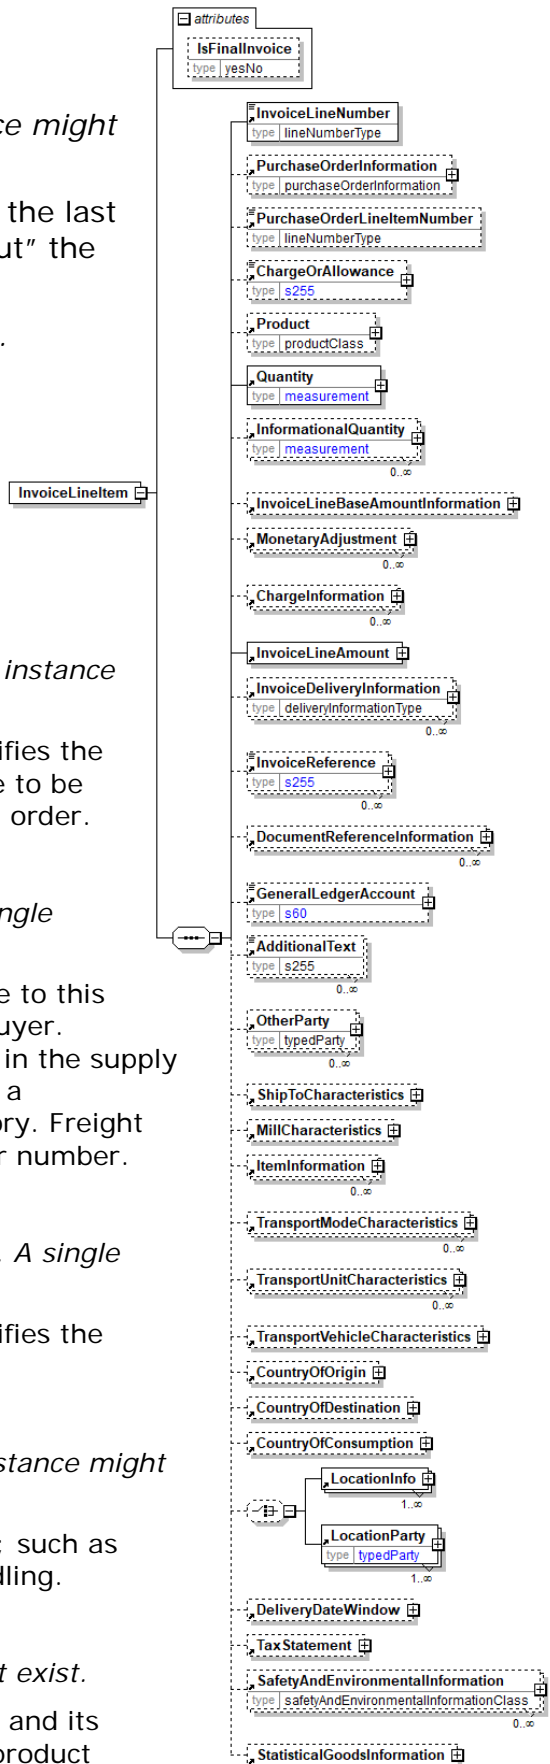 attributes
IsFinalInvoice
type yesNo
ce might
InvoiceLineNumber
type lineNumberType
PurchaseOrderInformation
type purchaseOrderInformation
the last
PurchaseOrderLineItemNumber
type lineNumberType
ut" the
ChargeOrAllowance
type s255
.
Product
type productClass
Quantity
type measurement
InformationalQuantity
type measurement
0..∞
InvoiceLineItem
InvoiceLineBaseAmountInformation
MonetaryAdjustment
0..∞
ChargeInformation
0..∞
InvoiceLineAmount
instance
InvoiceDeliveryInformation
type deliveryInformationType
0..∞
ifies the
InvoiceReference
type s255
e to be
0..∞
order.
DocumentReferenceInformation
0..∞
GeneralLedgerAccount
type s60
ngle
AdditionalText
type s255
0..∞
e to this
OtherParty
type typedParty
uyer.
0..∞
in the supply
ShipToCharacteristics
a
MillCharacteristics
ory. Freight
ItemInformation
r number.
0..∞
TransportModeCharacteristics
0..∞
. A single
TransportUnitCharacteristics
0..∞
ifies the
TransportVehicleCharacteristics
CountryOfOrigin
CountryOfDestination
CountryOfConsumption
stance might
LocationInfo
1..∞
LocationParty
type typedParty
: such as
1..∞
dling.
DeliveryDateWindow
TaxStatement
t exist.
SafetyAndEnvironmentalInformation
type safetyAndEnvironmentalInformationClass
0..∞
and its
product
StatisticalGoodsInformation